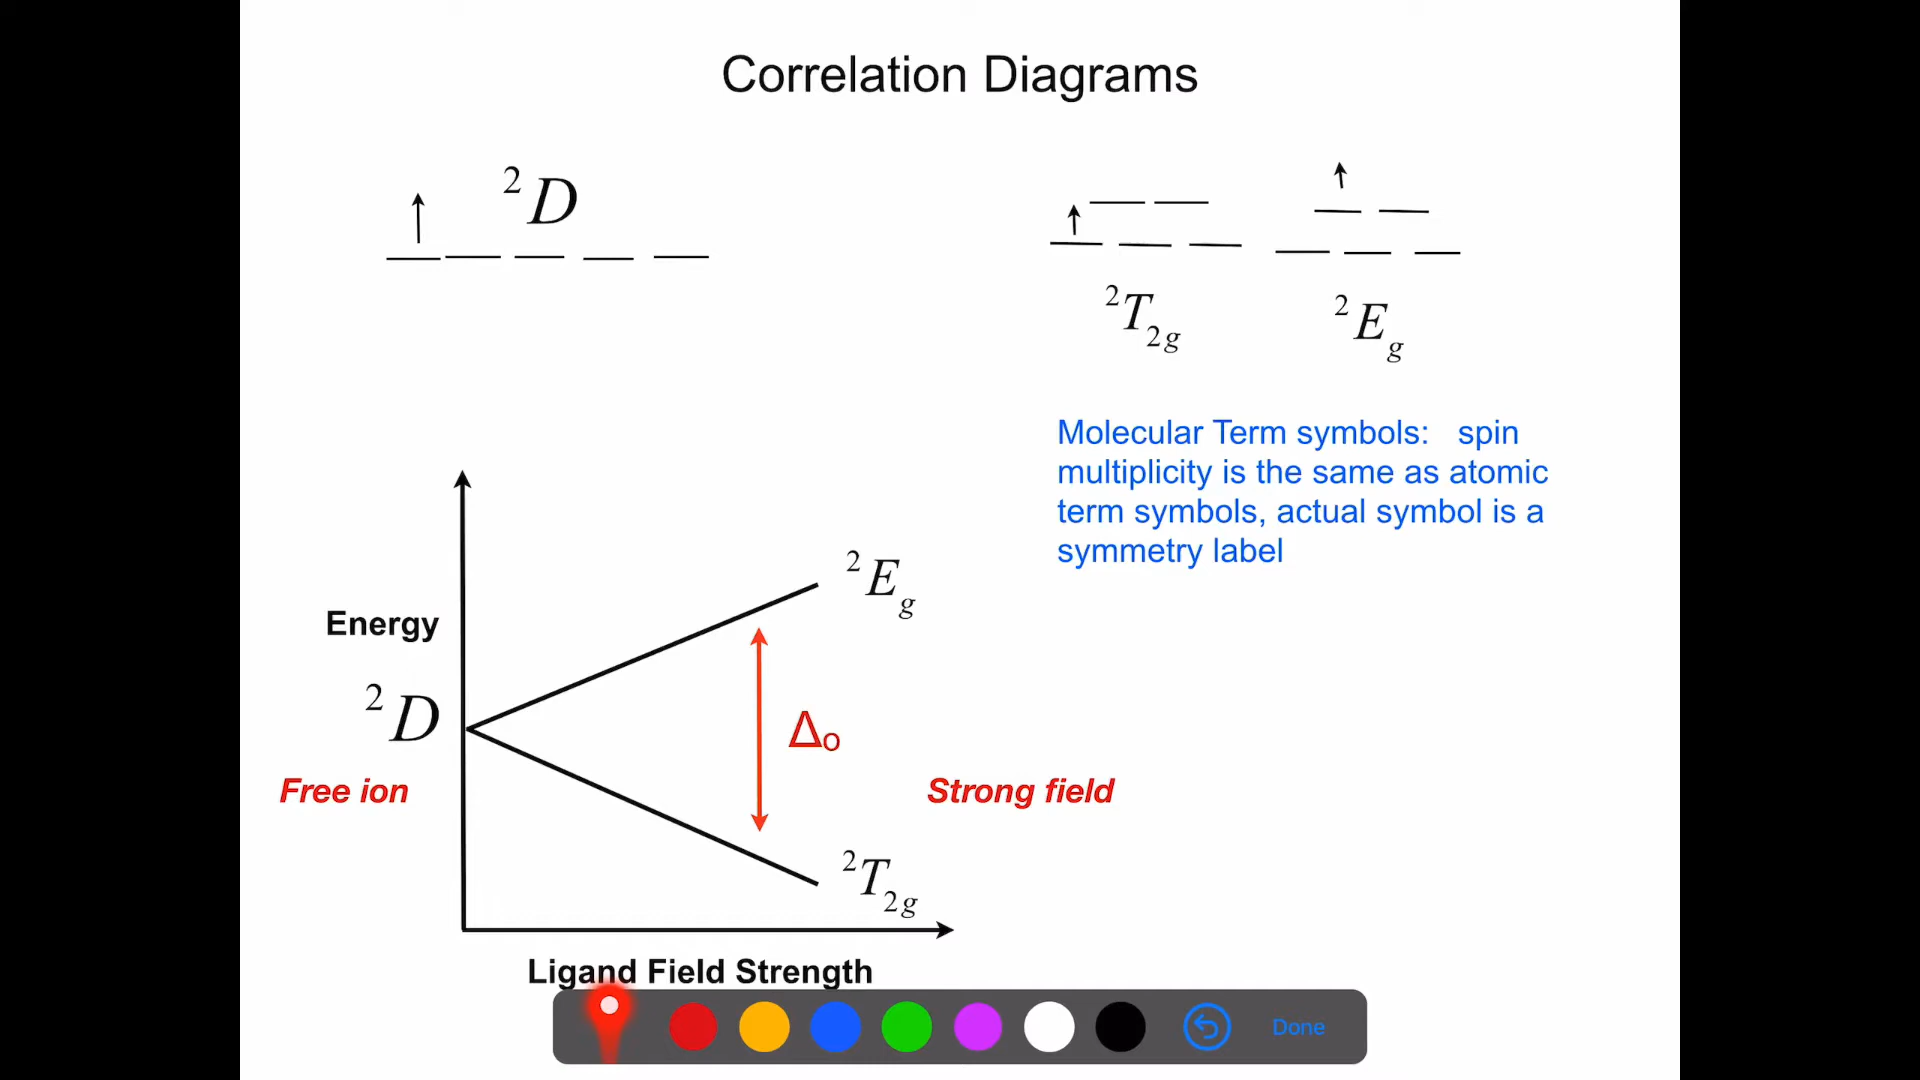 Correlation Diagrams
²D
²T₂g
²Eg
Molecular Term symbols: spin
multiplicity is the same as atomic
term symbols, actual symbol is a
symmetry label
²Eg
Energy
²D
Δo
Free ion
Strong field
²T₂g
Ligand Field Strength
Done